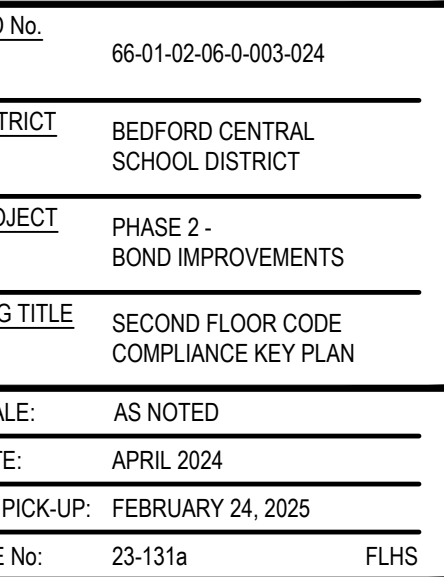 No.
66-01-02-06-0-003-024
TRICT
BEDFORD CENTRAL
SCHOOL DISTRICT
JECT
PHASE 2 -
BOND IMPROVEMENTS
G TITLE
SECOND FLOOR CODE
COMPLIANCE KEY PLAN
ALE: AS NOTED
TE: APRIL 2024
PICK-UP: FEBRUARY 24, 2025
E No: 23-131a FLHS